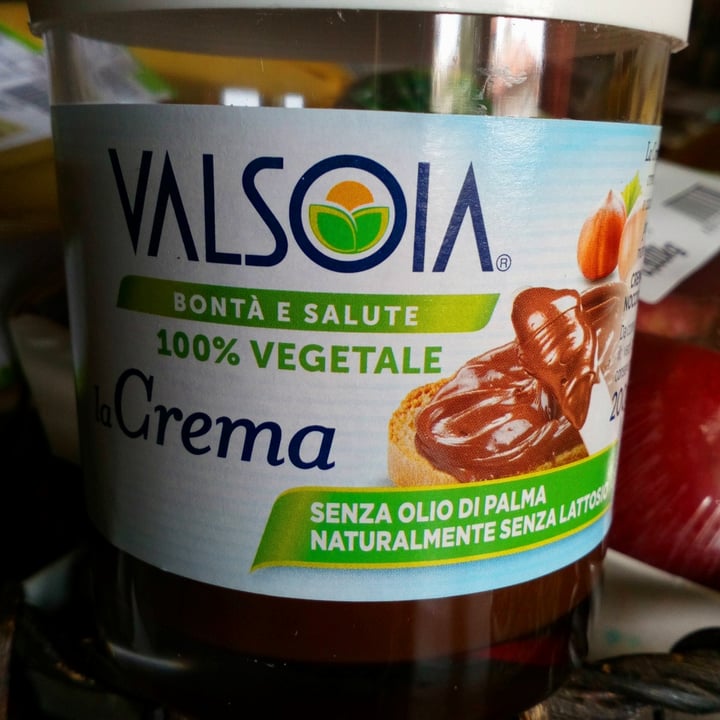 VALSOIA®
BONTÀ E SALUTE
100% VEGETALE
la Crema
SENZA OLIO DI PALMA
NATURALMENTE SENZA LATTOSIO